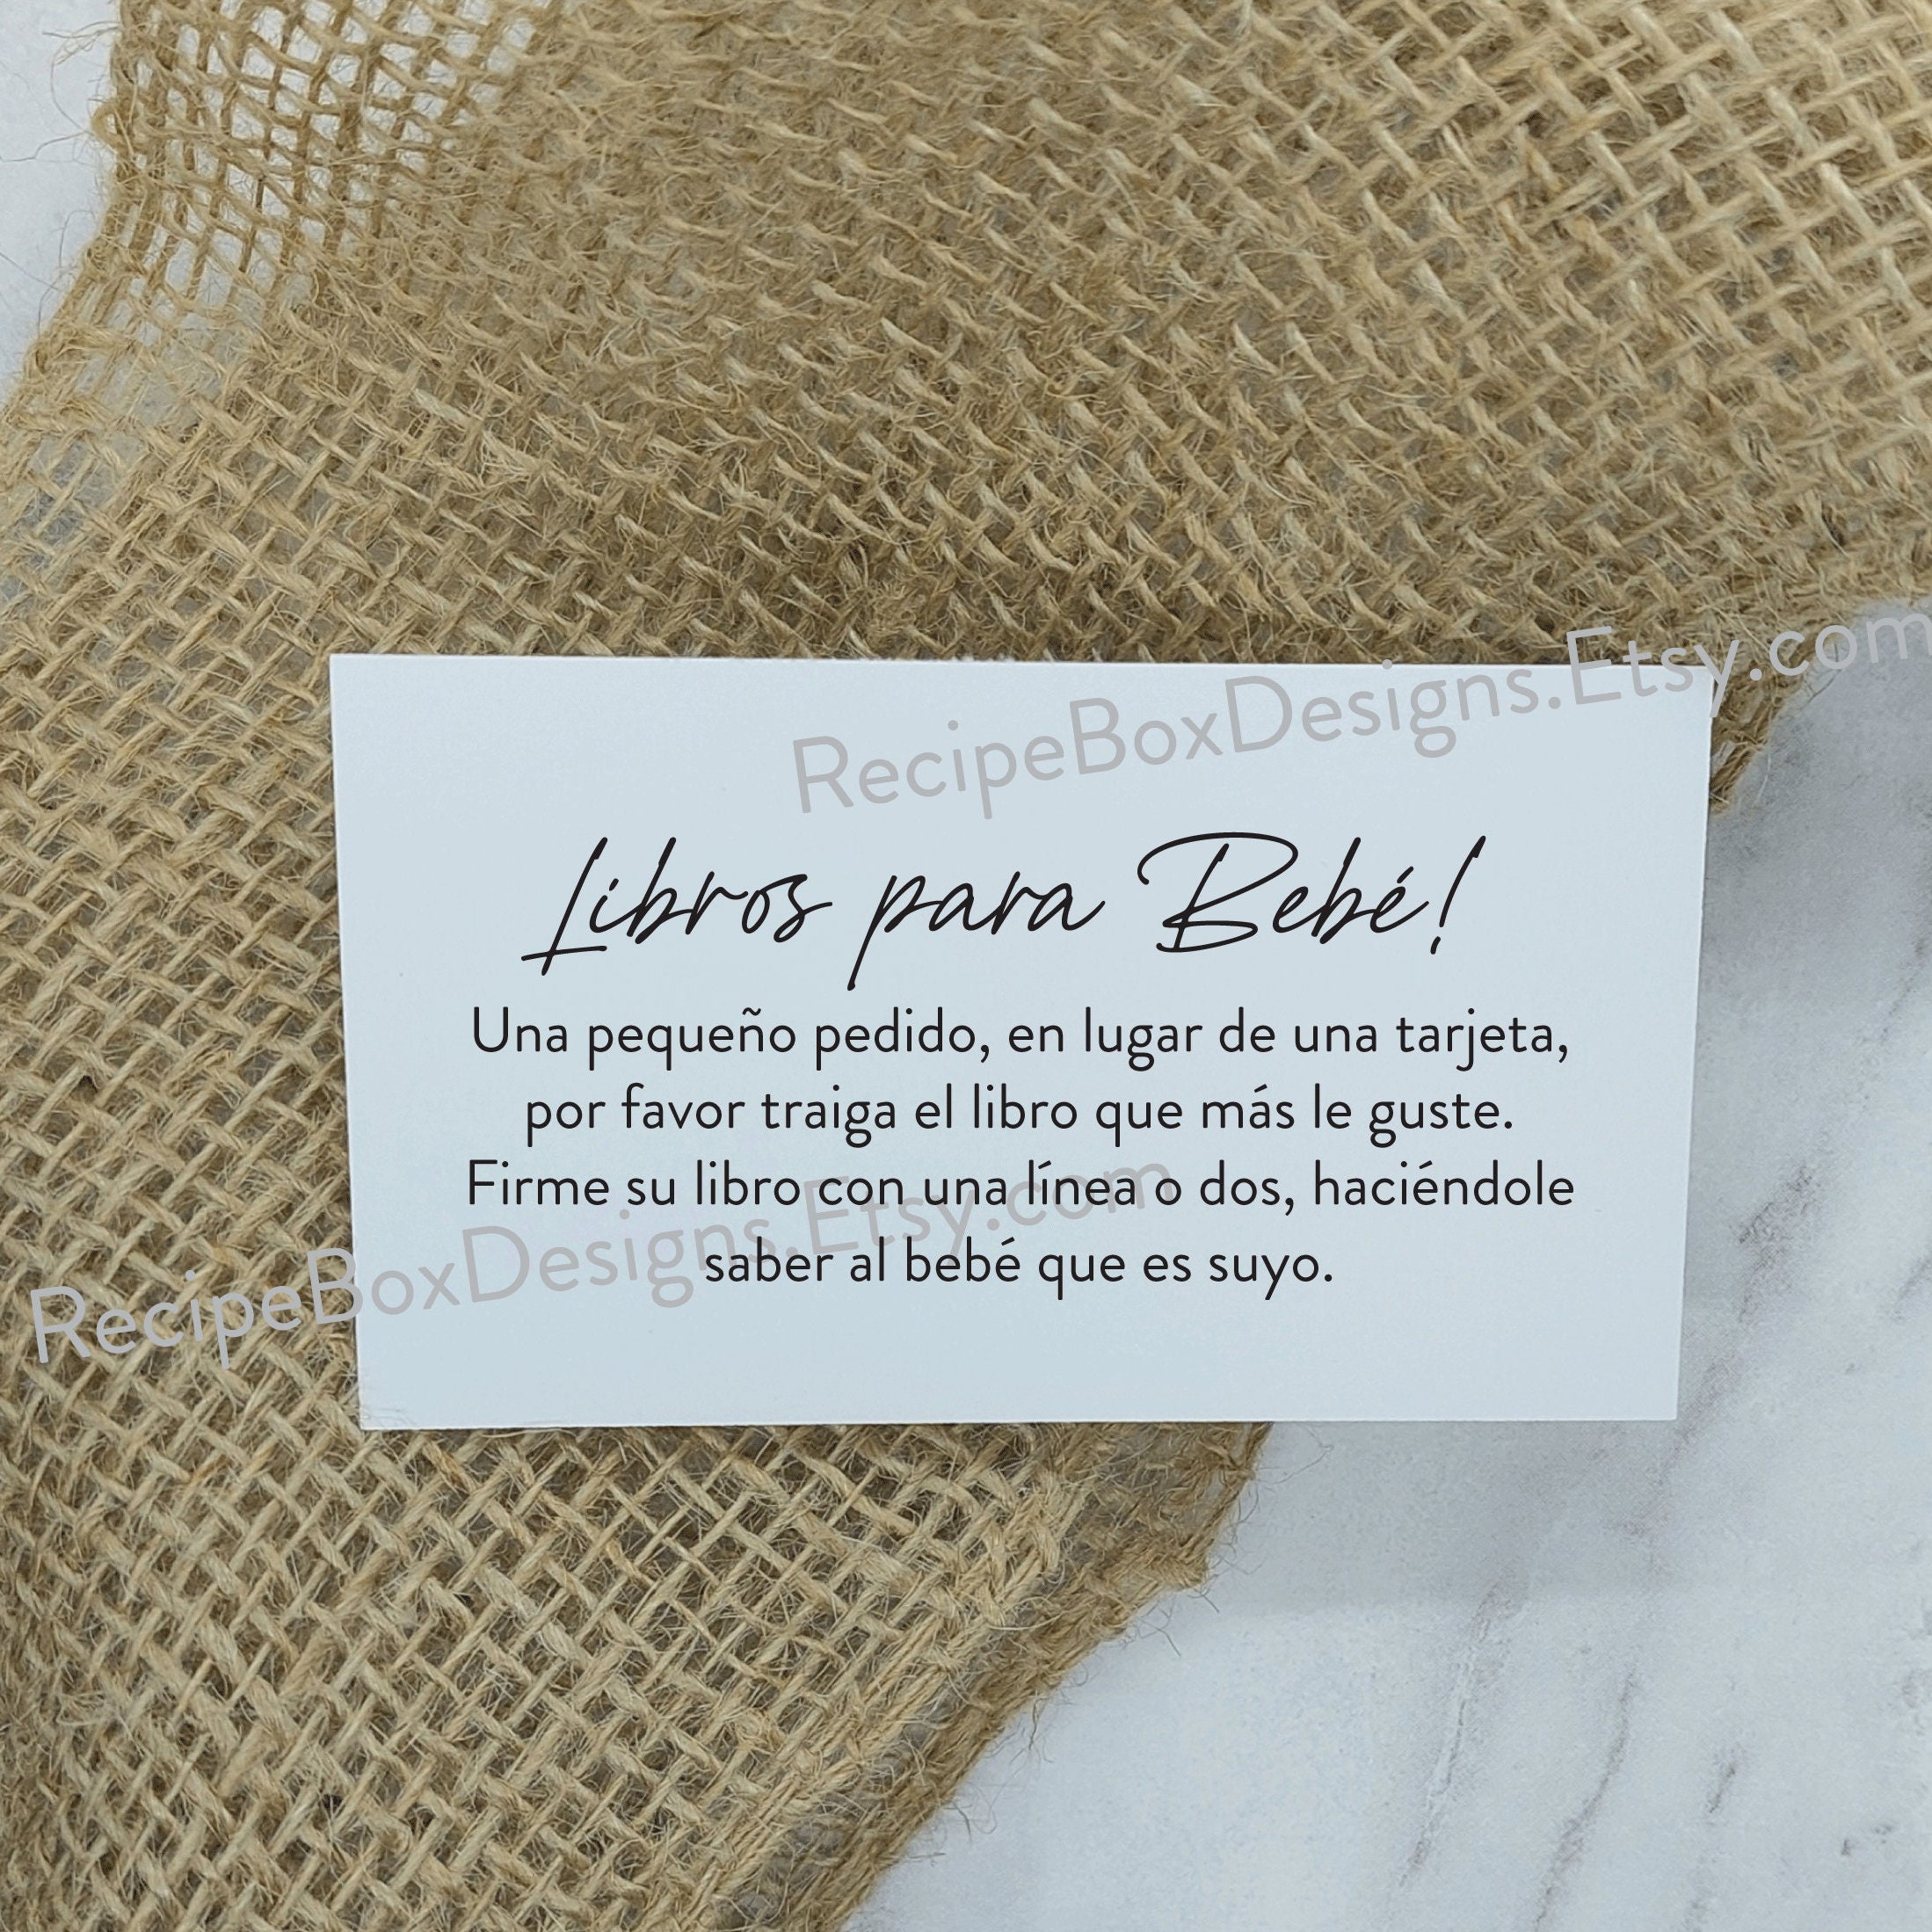 RecipeBoxDesigns.Etsy.com
Libros para Bebé!
Una pequeño pedido, en lugar de una tarjeta,
por favor traiga el libro que más le guste.
Firme su libro con una línea o dos, haciéndole
saber al bebé que es suyo.
RecipeBoxDesigns.Etsy.com